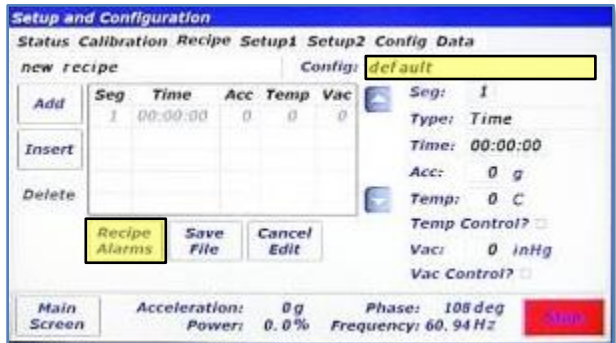 Setup and Configuration
Status Calibration Recipe Setup1 Setup2 Config Data
new recipe Config: default
Add
Insert
Delete
Seg Time Acc Temp Vac
1 00:00:00 0 0 0
Recipe Alarms
Save File
Cancel Edit
Seg: 1
Type: Time
Time: 00:00:00
Acc: 0 g
Temp: 0 C
Temp Control?
Vac: 0 inHg
Vac Control?
Main Screen
Acceleration: 0 g
Power: 0.0%
Phase: 108 deg
Frequency: 60.94 Hz
Stop